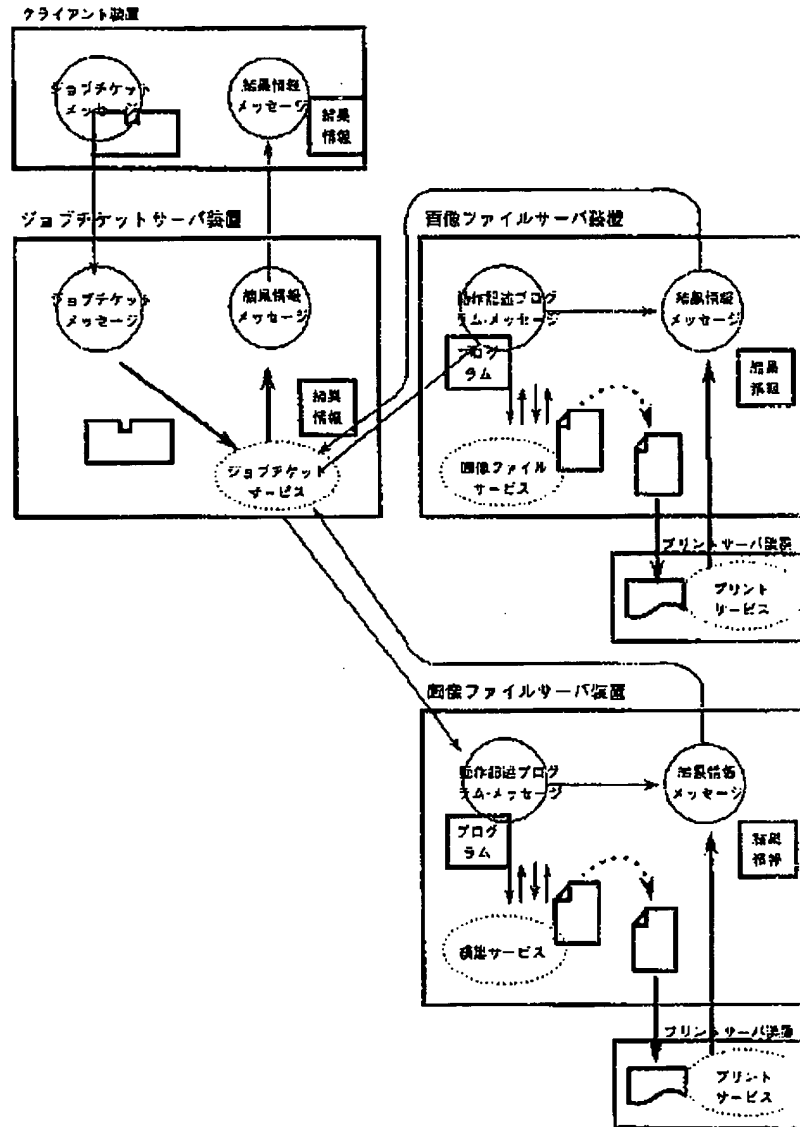 クライアント装置
ジョブチケット
メッセージ
結果情報
メッセージ
結果
情報
ジョブチケットサーバ装置
ジョブチケット
メッセージ
結果情報
メッセージ
結果
情報
ジョブチケット
サービス
画像ファイルサーバ装置
動作記述プログ
ラム・メッセージ
結果情報
メッセージ
プログ
ラム
結果
情報
画像ファイル
サービス
プリントサーバ装置
プリント
サービス
画像ファイルサーバ装置
動作記述プログ
ラム・メッセージ
結果情報
メッセージ
プログ
ラム
結果
情報
サービス
プリントサーバ装置
プリント
サービス